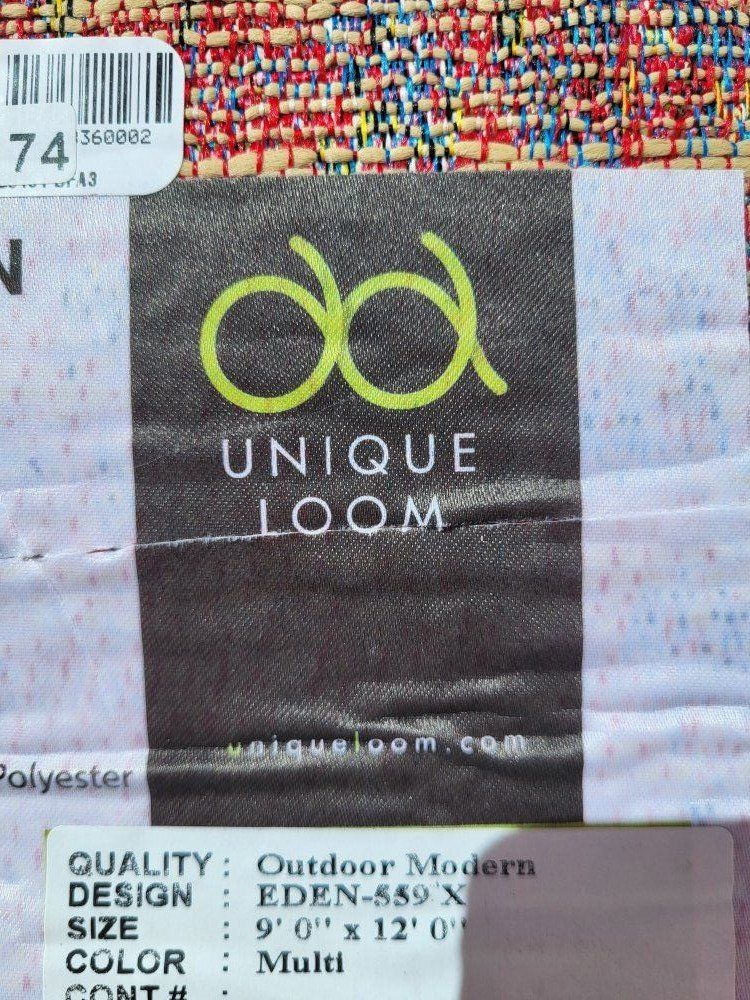 360002
74
N
UNIQUE
LOOM
uniqueloom.com
Polyester
QUALITY : Outdoor Modern
DESIGN : EDEN-559 X
SIZE : 9' 0" x 12' 0"
COLOR : Multi
CONT # :